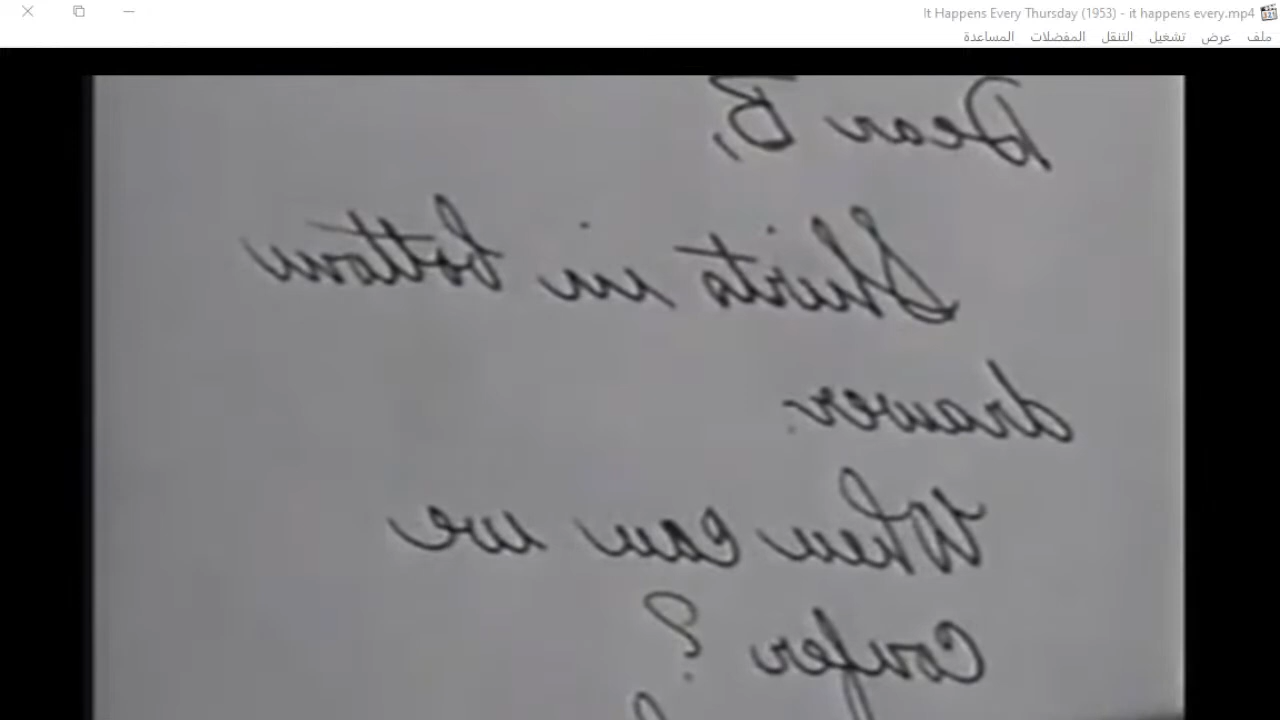 It Happens Every Thursday (1953) - it happens every.mp4
ملف عرض تشغيل التنقل المفضلات المساعدة
Dear B,
Shirts in bottom
drawer.
When can we
confer?